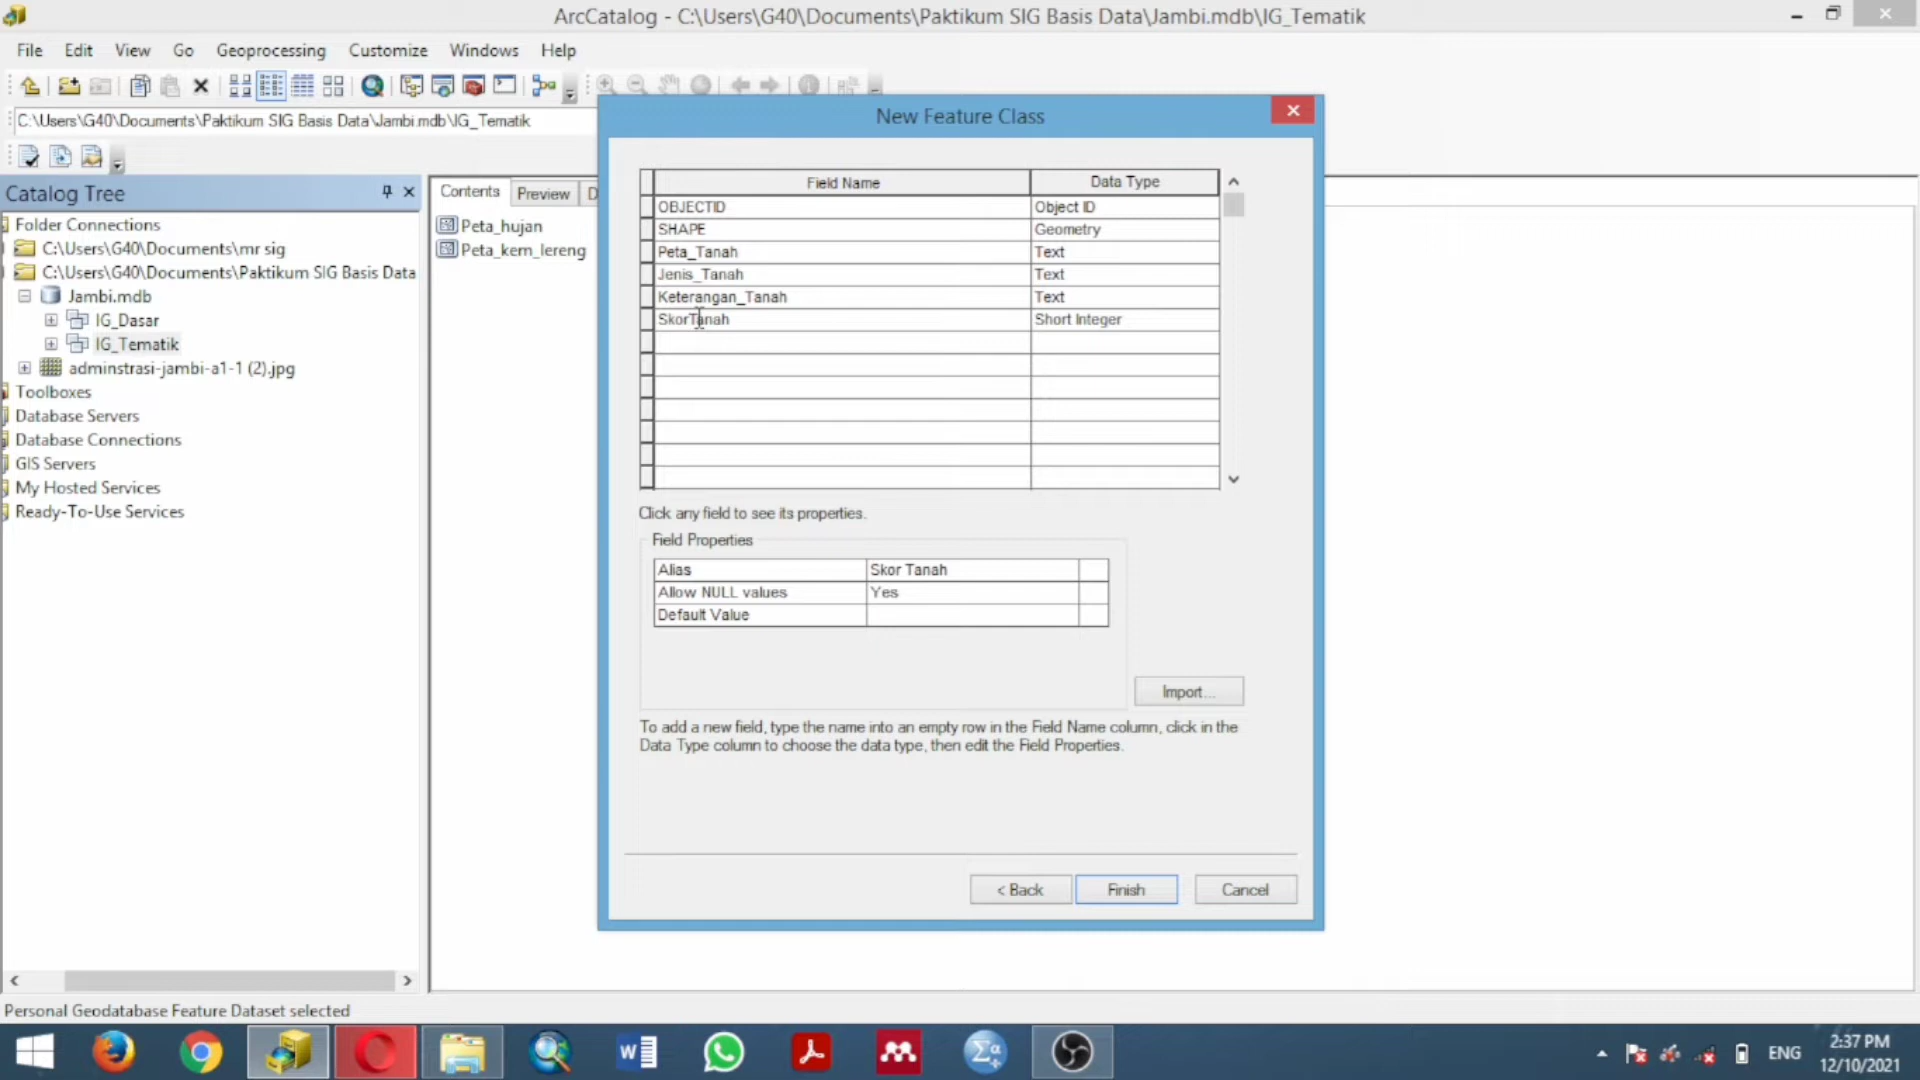 ArcCatalog - C:\Users\G40\Documents\Paktikum SIG Basis Data\Jambi.mdb\IG_Tematik
File Edit View Go Geoprocessing Customize Windows Help
C:\Users\G40\Documents\Paktikum SIG Basis Data\Jambi.mdb\IG_Tematik
Catalog Tree
Folder Connections
C:\Users\G40\Documents\mr sig
C:\Users\G40\Documents\Paktikum SIG Basis Data
Jambi.mdb
IG_Dasar
IG_Tematik
adminstrasi-jambi-a1-1 (2).jpg
Toolboxes
Database Servers
Database Connections
GIS Servers
My Hosted Services
Ready-To-Use Services
Contents Preview D
Peta_hujan
Peta_kem_lereng
New Feature Class
Field Name Data Type
OBJECTID Object ID
SHAPE Geometry
Peta_Tanah Text
Jenis_Tanah Text
Keterangan_Tanah Text
SkorTanah Short Integer
Click any field to see its properties.
Field Properties
Alias Skor Tanah
Allow NULL values Yes
Default Value
Import...
To add a new field, type the name into an empty row in the Field Name column, click in the
Data Type column to choose the data type, then edit the Field Properties.
< Back Finish Cancel
Personal Geodatabase Feature Dataset selected
ENG
2:37 PM
12/10/2021